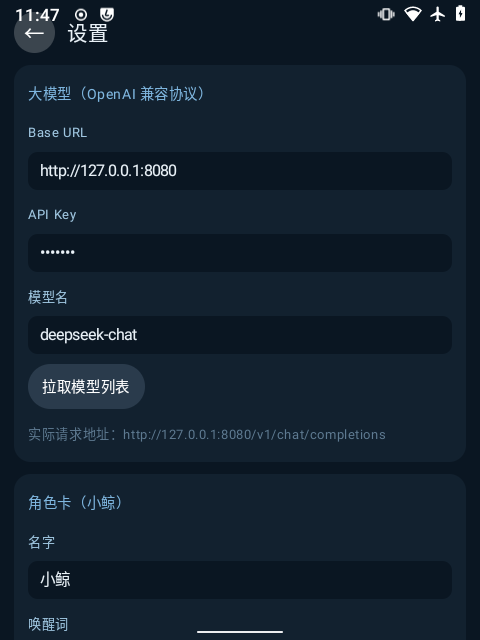 11:47
设置
大模型（OpenAI 兼容协议）
Base URL
http://127.0.0.1:8080
API Key
•••••••
模型名
deepseek-chat
拉取模型列表
实际请求地址：http://127.0.0.1:8080/v1/chat/completions
角色卡（小鲸）
名字
小鲸
唤醒词